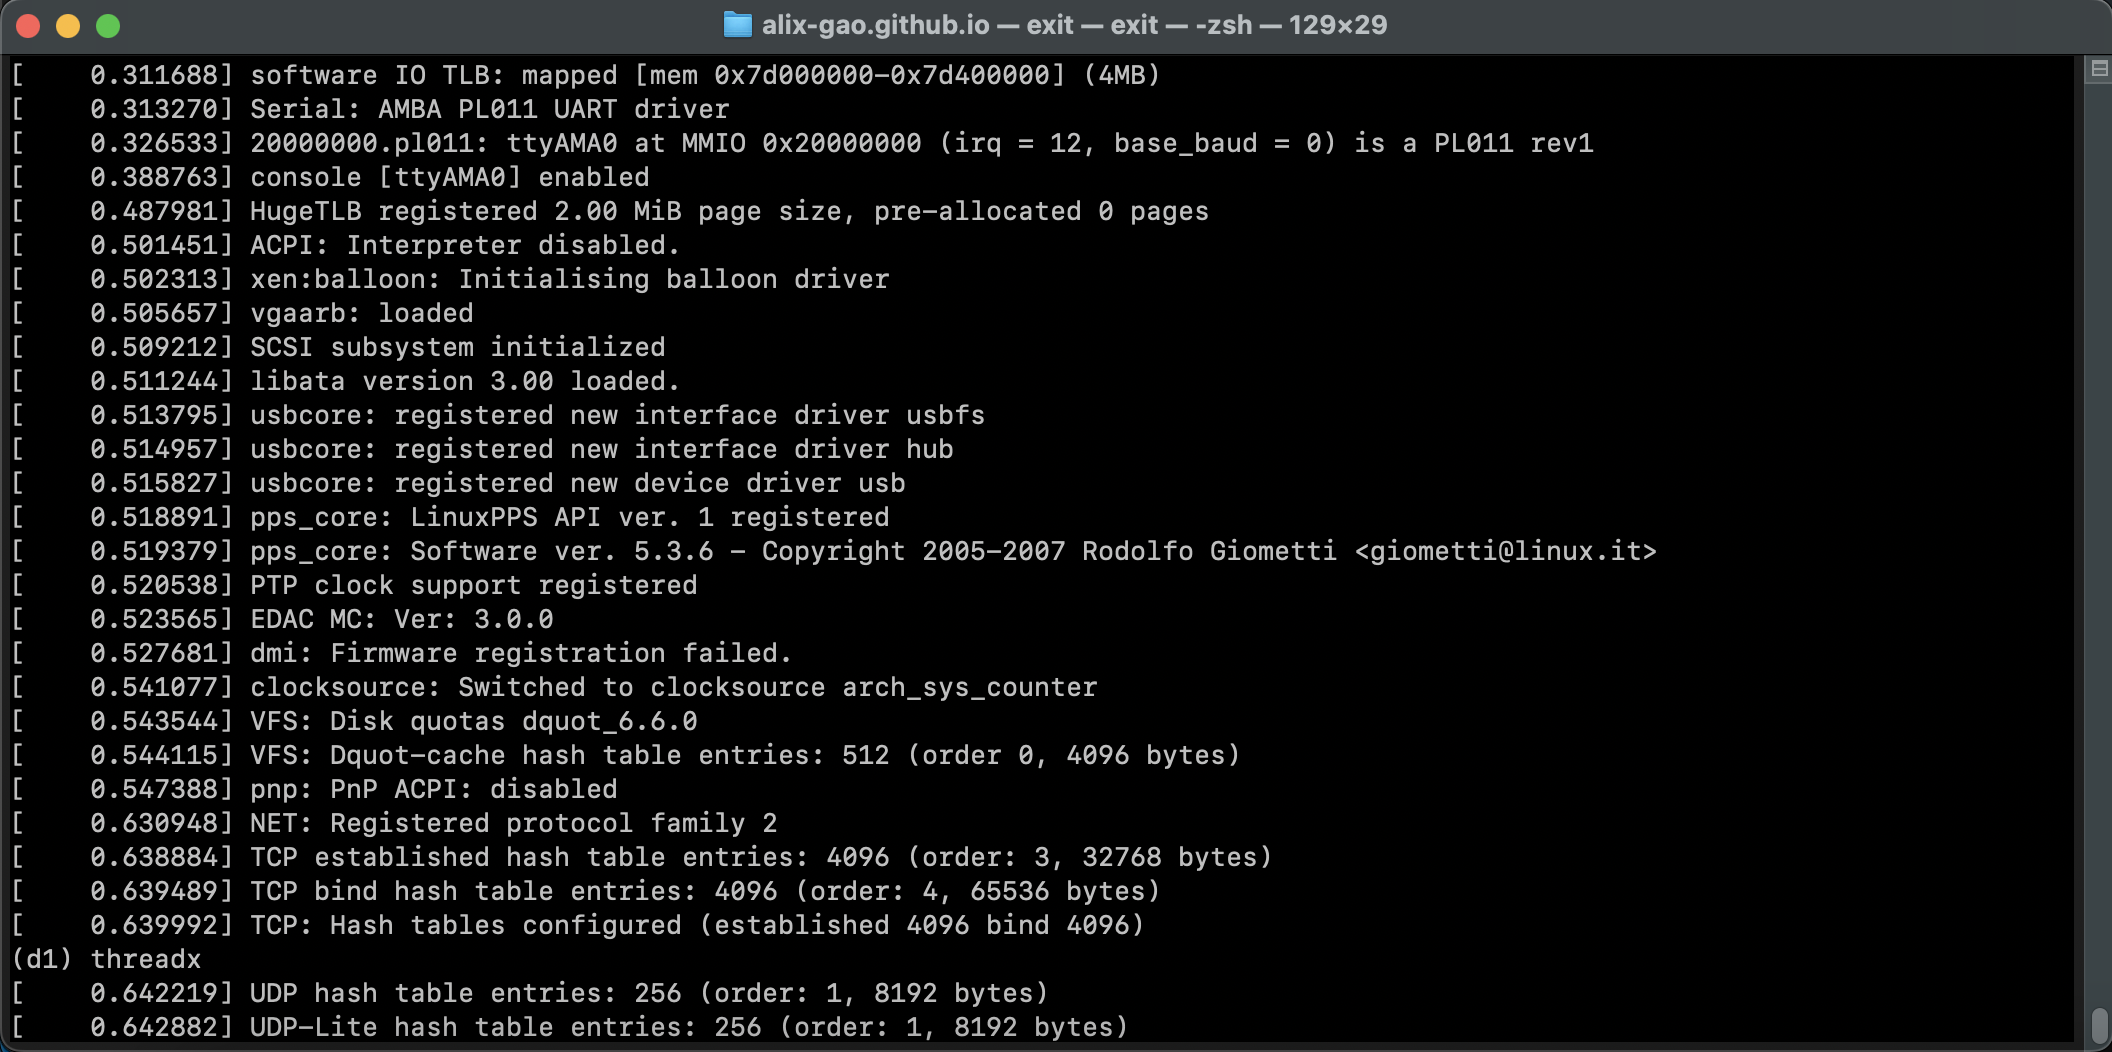 alix-gao.github.io — exit — exit — -zsh — 129×29
[    0.311688] software IO TLB: mapped [mem 0x7d000000-0x7d400000] (4MB)
[    0.313270] Serial: AMBA PL011 UART driver
[    0.326533] 20000000.pl011: ttyAMA0 at MMIO 0x20000000 (irq = 12, base_baud = 0) is a PL011 rev1
[    0.388763] console [ttyAMA0] enabled
[    0.487981] HugeTLB registered 2.00 MiB page size, pre-allocated 0 pages
[    0.501451] ACPI: Interpreter disabled.
[    0.502313] xen:balloon: Initialising balloon driver
[    0.505657] vgaarb: loaded
[    0.509212] SCSI subsystem initialized
[    0.511244] libata version 3.00 loaded.
[    0.513795] usbcore: registered new interface driver usbfs
[    0.514957] usbcore: registered new interface driver hub
[    0.515827] usbcore: registered new device driver usb
[    0.518891] pps_core: LinuxPPS API ver. 1 registered
[    0.519379] pps_core: Software ver. 5.3.6 - Copyright 2005-2007 Rodolfo Giometti <giometti@linux.it>
[    0.520538] PTP clock support registered
[    0.523565] EDAC MC: Ver: 3.0.0
[    0.527681] dmi: Firmware registration failed.
[    0.541077] clocksource: Switched to clocksource arch_sys_counter
[    0.543544] VFS: Disk quotas dquot_6.6.0
[    0.544115] VFS: Dquot-cache hash table entries: 512 (order 0, 4096 bytes)
[    0.547388] pnp: PnP ACPI: disabled
[    0.630948] NET: Registered protocol family 2
[    0.638884] TCP established hash table entries: 4096 (order: 3, 32768 bytes)
[    0.639489] TCP bind hash table entries: 4096 (order: 4, 65536 bytes)
[    0.639992] TCP: Hash tables configured (established 4096 bind 4096)
(d1) threadx
[    0.642219] UDP hash table entries: 256 (order: 1, 8192 bytes)
[    0.642882] UDP-Lite hash table entries: 256 (order: 1, 8192 bytes)